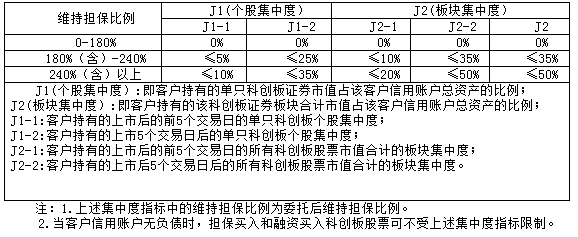 维持担保比例 J1(个股集中度) J2(板块集中度)
J1-1 J1-2 J2-1 J2-2 J2
0-180% 0% 0% 0% 0% 0%
180%(含)-240% ≤5% ≤25% ≤10% ≤35% ≤35%
240%(含)以上 ≤10% ≤35% ≤20% ≤50% ≤50%
J1(个股集中度):即客户持有的单只科创板证券市值占该客户信用账户总资产的比例;
J2(板块集中度):即客户持有的该科创板证券板块合计市值占该客户信用账户总资产的比例;
J1-1:客户持有的上市后的前5个交易日的单只科创板个股集中度;
J1-2:客户持有的上市5个交易日后的单只科创板个股集中度;
J2-1:客户持有的上市后的前5个交易日的所有科创板股票市值合计的板块集中度;
J2-2:客户持有的上市后5个交易日后的所有科创板股票市值合计的板块集中度。
注:1.上述集中度指标中的维持担保比例为委托后维持担保比例。
2.当客户信用账户无负债时,担保买入和融资买入科创板股票可不受上述集中度指标限制。